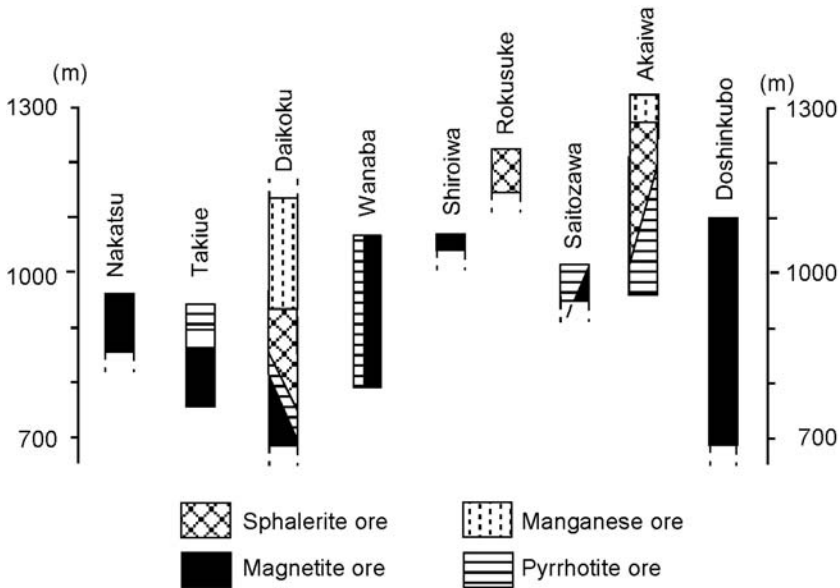 (m)
1300
1000
700
Nakatsu
Takiue
Daikoku
Wanaba
Shiroiwa
Rokusuke
Saitozawa
Akaiwa
Doshinkubo
(m)
1300
1000
700
Sphalerite ore
Manganese ore
Magnetite ore
Pyrrhotite ore